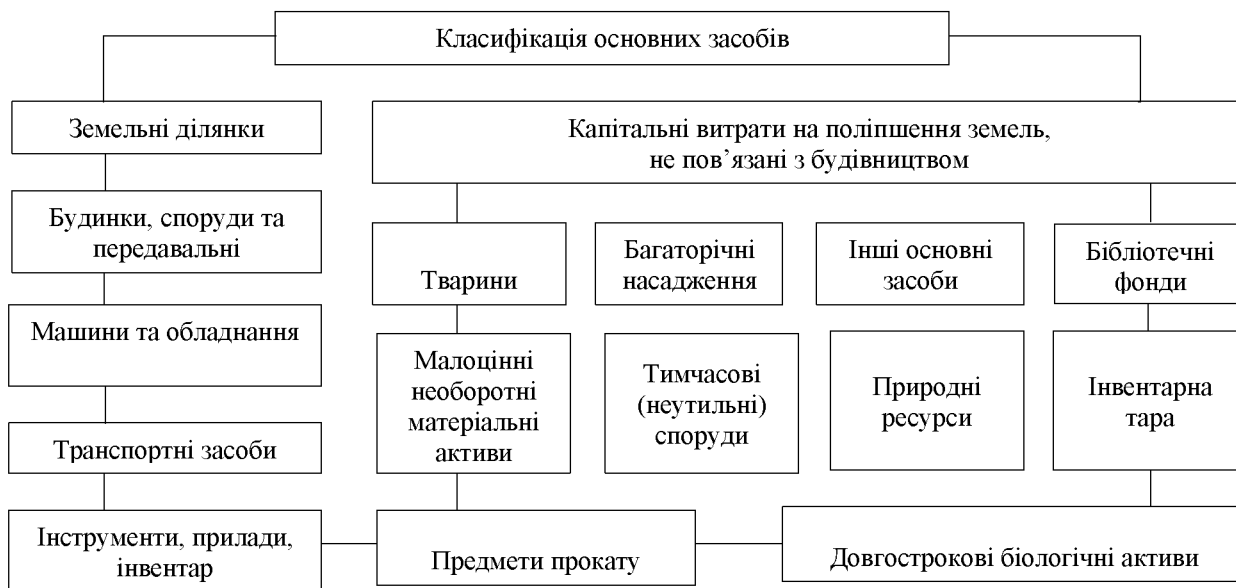 Класифікація основних засобів
Земельні ділянки
Капітальні витрати на поліпшення земель,
не пов’язані з будівництвом
Будинки, споруди та
передавальні
Тварини
Багаторічні
насадження
Інші основні
засоби
Бібліотечні
фонди
Машини та обладнання
Малоцінні
необоротні
матеріальні
активи
Тимчасові
(неутильні)
споруди
Природні
ресурси
Інвентарна
тара
Транспортні засоби
Інструменти, прилади,
інвентар
Предмети прокату
Довгострокові біологічні активи